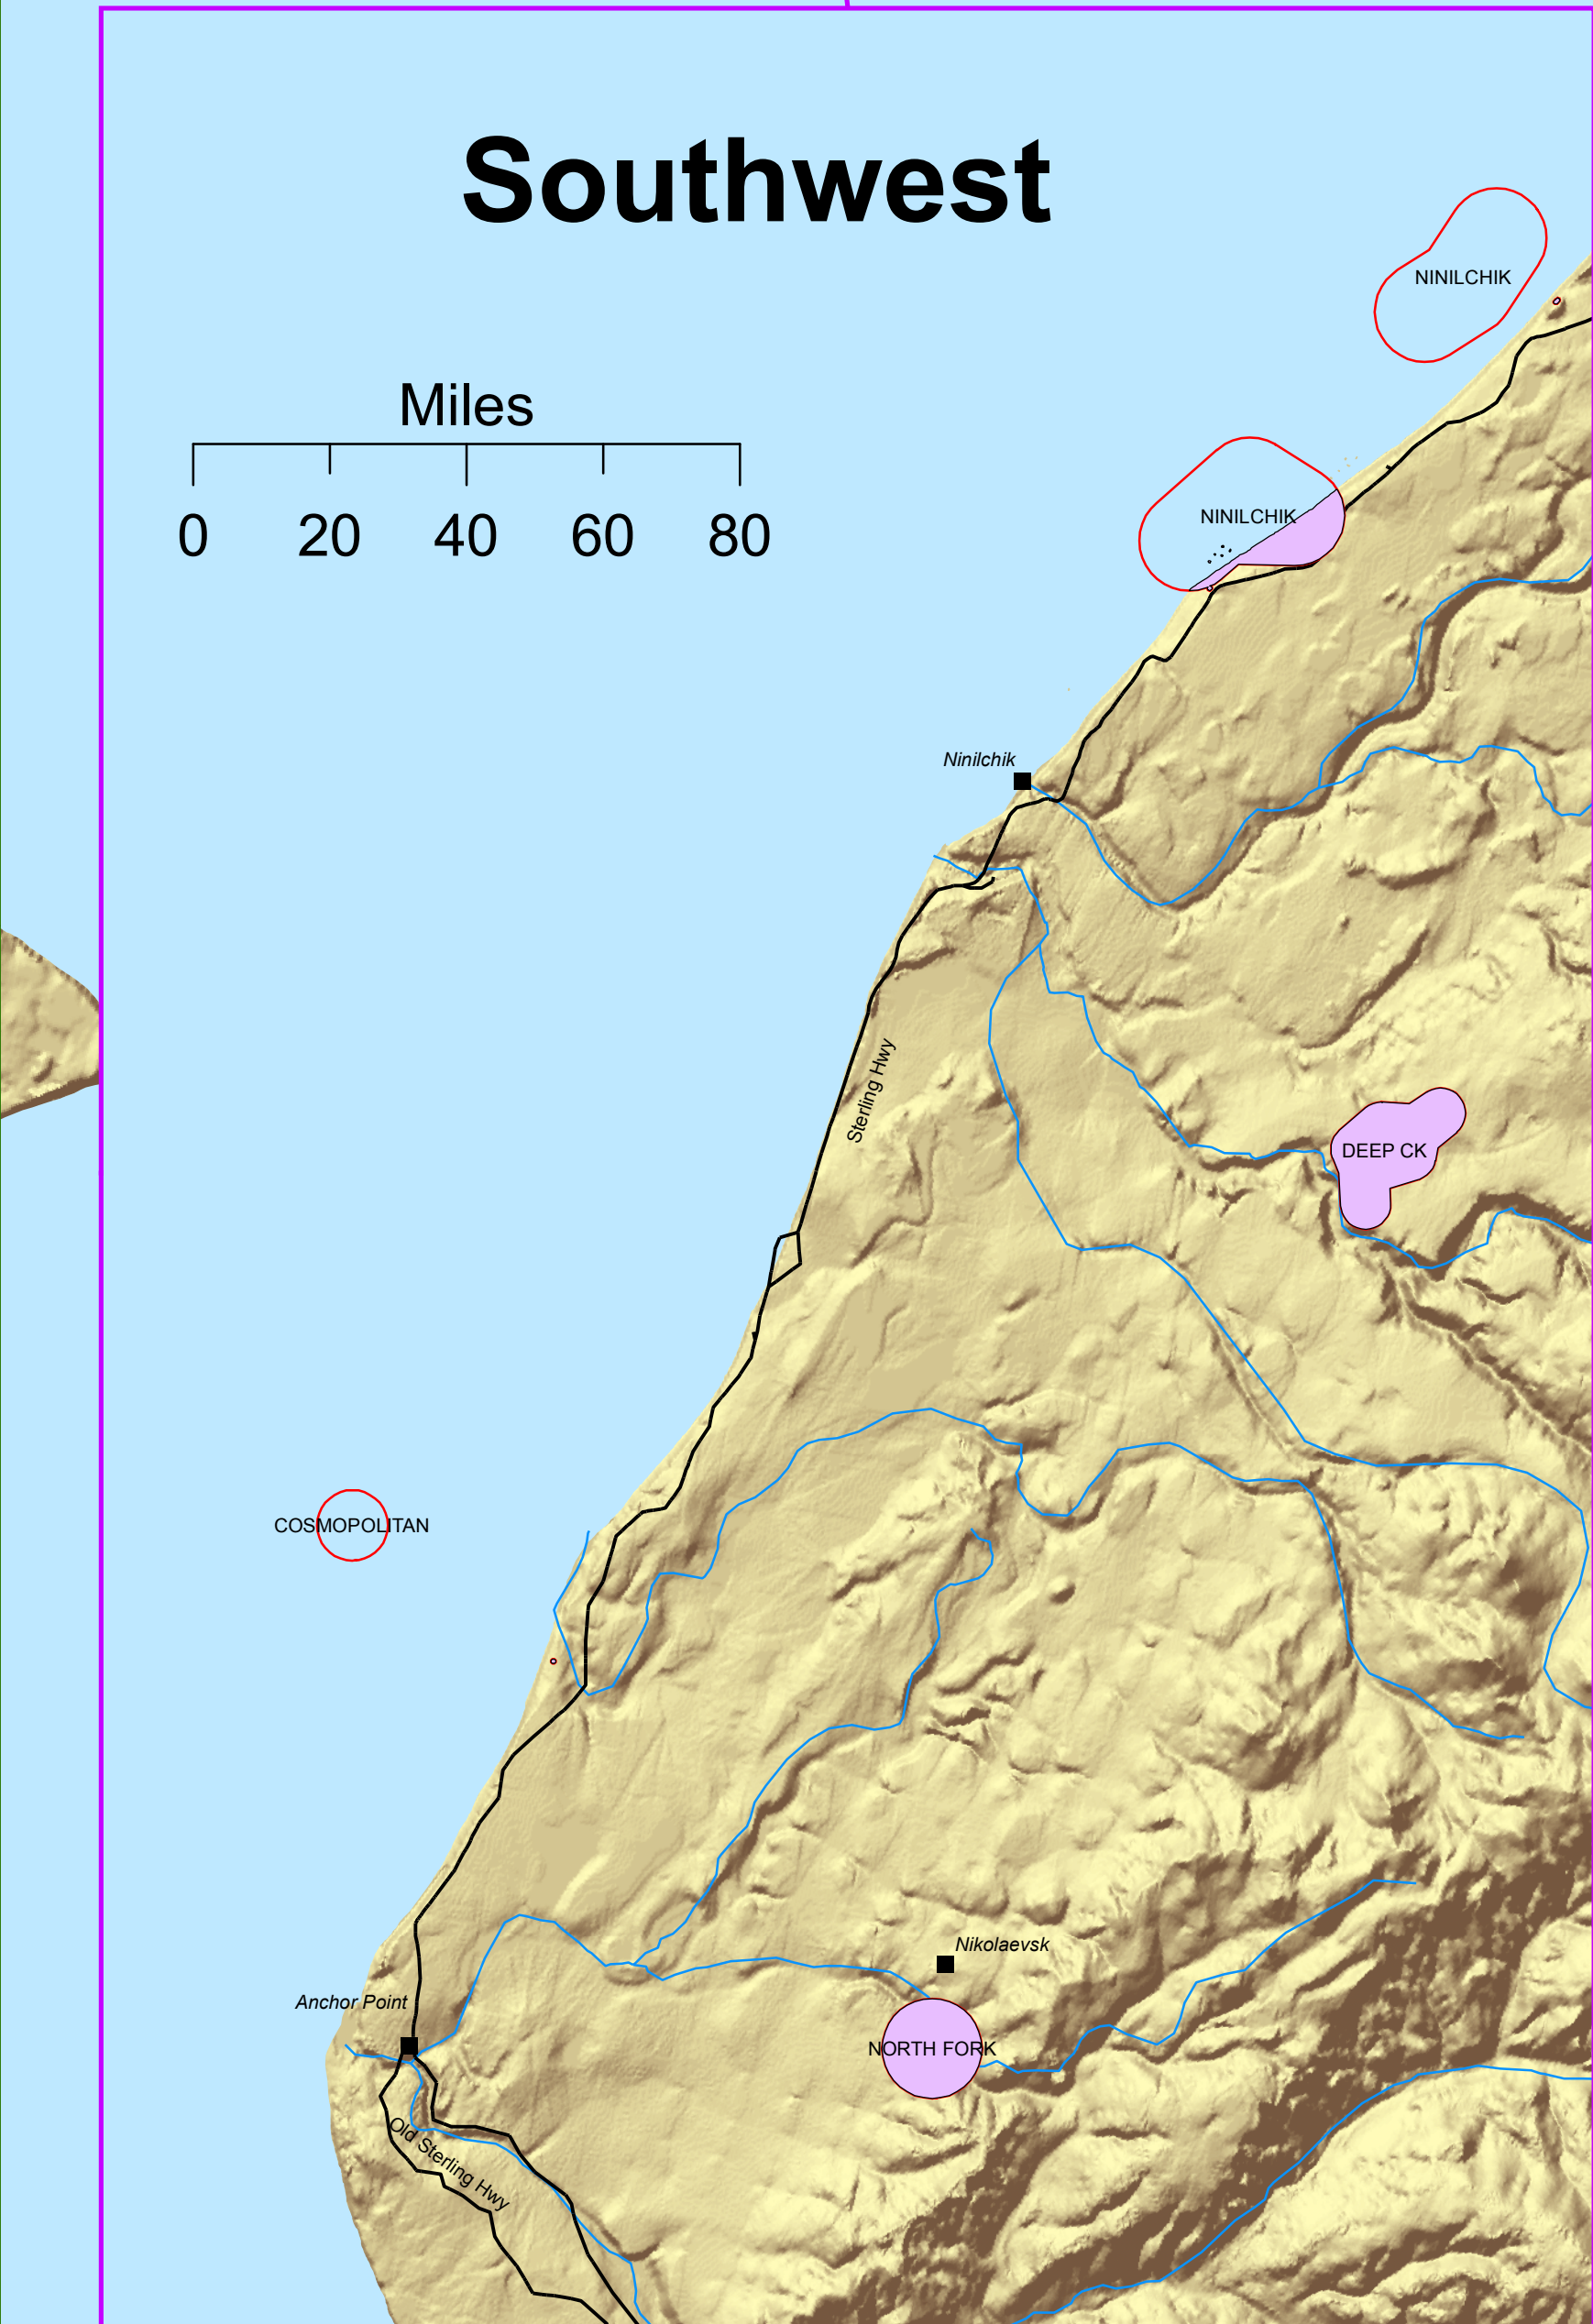 Southwest
NINILCHIK
Miles
0 20 40 60 80
NINILCHIK
Ninilchik
Sterling Hwy
DEEP CK
COSMOPOLITAN
Nikolaevsk
Anchor Point
NORTH FORK
Old Sterling Hwy